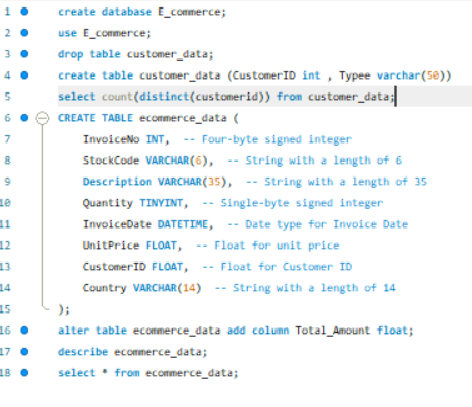 1 create database E_commerce;
2 use E_commerce;
3 drop table customer_data;
4 create table customer_data (CustomerID int , Typee varchar(50))
5 select count(distinct(customerid)) from customer_data;
6 CREATE TABLE ecommerce_data (
7 InvoiceNo INT, -- Four-byte signed integer
8 StockCode VARCHAR(6), -- String with a length of 6
9 Description VARCHAR(35), -- String with a length of 35
10 Quantity TINYINT, -- Single-byte signed integer
11 InvoiceDate DATETIME, -- Date type for Invoice Date
12 UnitPrice FLOAT, -- Float for unit price
13 CustomerID FLOAT, -- Float for Customer ID
14 Country VARCHAR(14) -- String with a length of 14
15 );
16 alter table ecommerce_data add column Total_Amount float;
17 describe ecommerce_data;
18 select * from ecommerce_data;